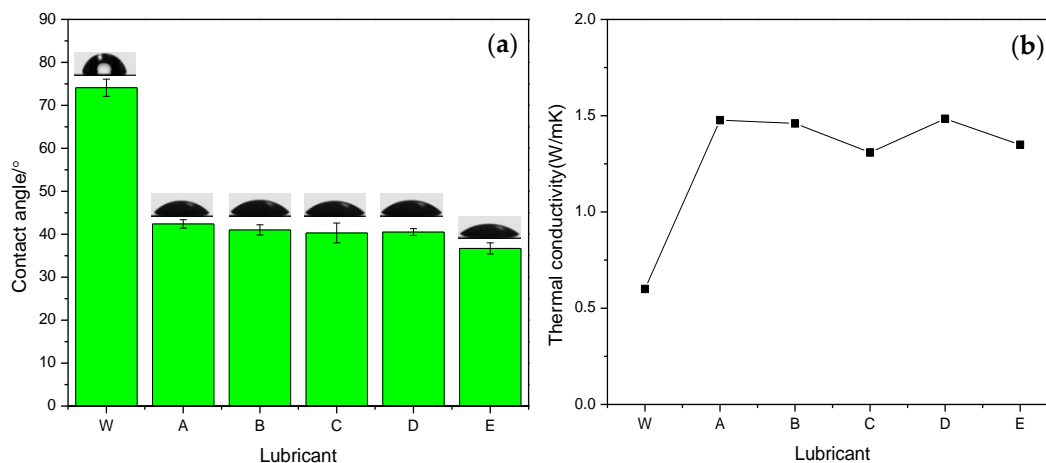 (a)
90
80
70
60
50
40
30
20
10
0
Contact angle/°
W A B C D E
Lubricant
(b)
2.0
1.5
1.0
0.5
0.0
Thermal conductivity(W/mK)
W A B C D E
Lubricant